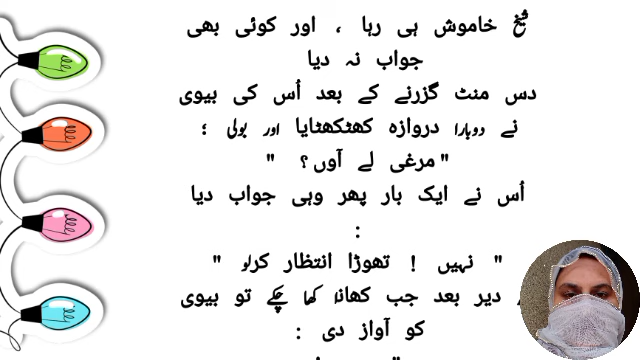 شیخ خاموش ہی رہا ، اور کوئی بھی
جواب نہ دیا
دس منٹ گزرنے کے بعد اُس کی بیوی
نے دوبارا دروازہ کھٹکھٹایا اور بولی ؛
" مرغی لے آوں ؟ "
اُس نے ایک بار پھر وہی جواب دیا
:
" نہیں ! تھوڑا انتظار کرلو "
دیر بعد جب کھانا کھا چکے تو بیوی
کو آواز دی :